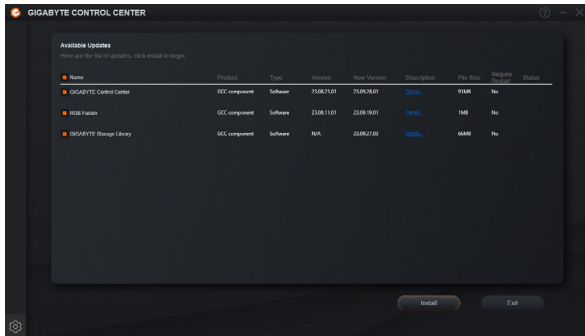 GIGABYTE CONTROL CENTER
Available Updates
Here are the list of updates, click install to begin
Name Product Type Version New Version Description File Size Require Restart Status
GIGABYTE Control Center GCC component Software 23.08.21.01 23.09.28.01 Detail... 91MB No
RGB Fusion GCC component Software 23.08.11.01 23.09.19.01 Detail... 1MB No
GIGABYTE Storage Library GCC component Software N/A 23.09.27.03 Detail... 66MB No
Install Exit